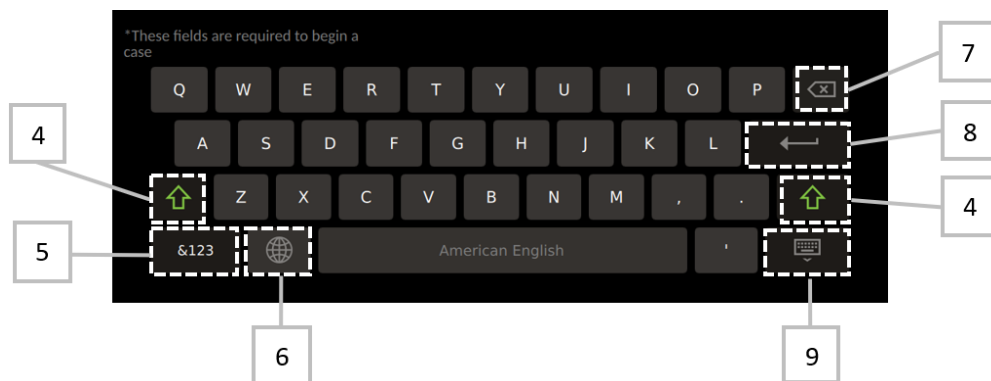 *These fields are required to begin a
case
7
Q W E R T Y U I O P
4
A S D F G H J K L
8
Z X C V B N M , .
4
5
&123
American English
'
6
9